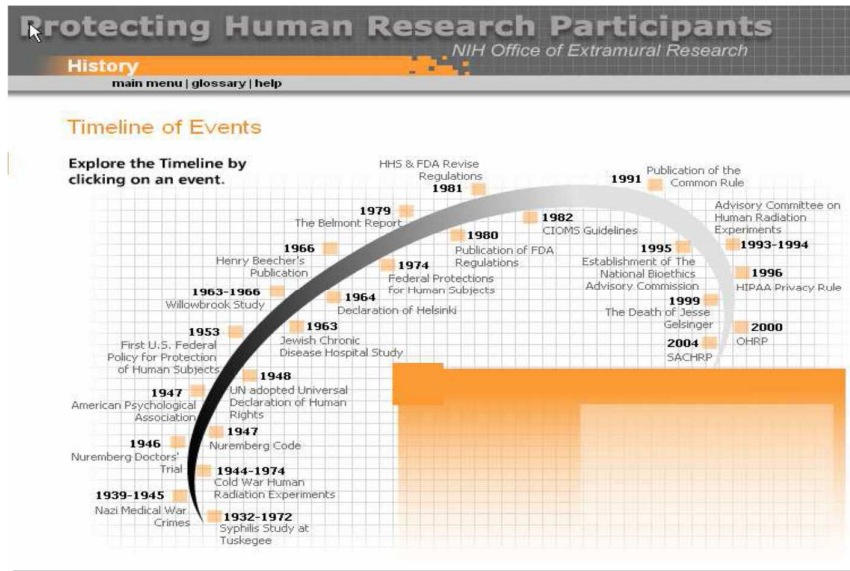 Protecting Human Research Participants
NIH Office of Extramural Research
History
main menu | glossary | help
Timeline of Events
Explore the Timeline by
clicking on an event.
HHS & FDA Revise
Regulations
1981
1991
Publication of the
Common Rule
1979
The Belmont Report
1982
CIOMS Guidelines
Advisory Committee on
Human Radiation
Experiments
1993-1994
1980
Publication of FDA
Regulations
1966
Henry Beecher's
Publication
1995
Establishment of The
National Bioethics
Advisory Commission
1974
Federal Protections
for Human Subjects
1996
HIPAA Privacy Rule
1963-1966
Willowbrook Study
1964
Declaration of Helsinki
1999
The Death of Jesse
Gelsinger
1963
Jewish Chronic
Disease Hospital Study
2000
OHRP
1953
First U.S. Federal
Policy for Protection
of Human Subjects
2004
SACHRP
1948
UN adopted Universal
Declaration of Human
Rights
1947
American Psychological
Association
1947
Nuremberg Code
1946
Nuremberg Doctors'
Trial
1944-1974
Cold War Human
Radiation Experiments
1939-1945
Nazi Medical War
Crimes
1932-1972
Syphilis Study at
Tuskegee